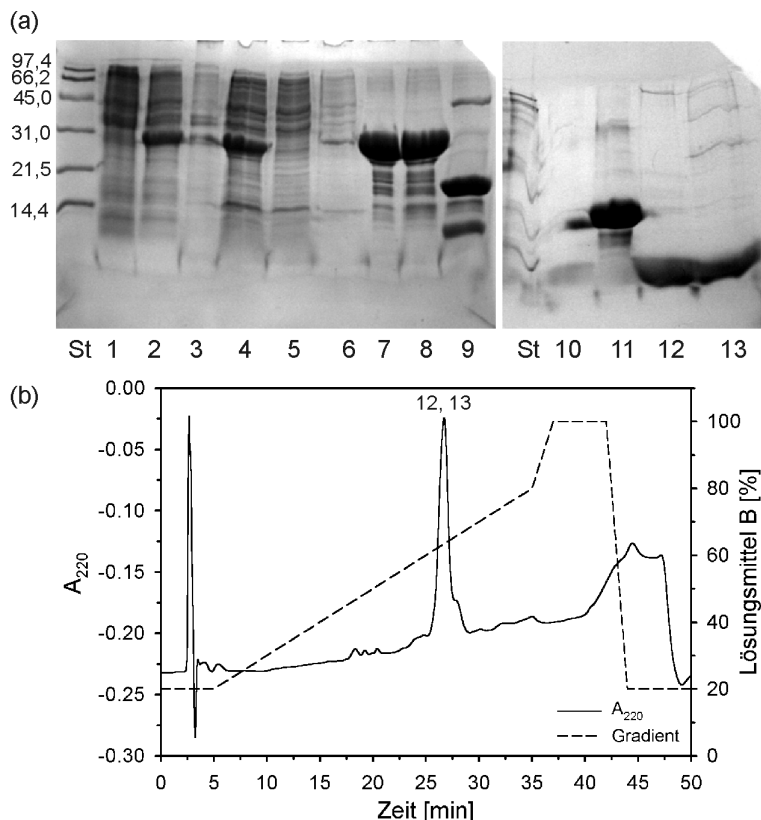 (a)
97,4
66,2
45,0
31,0
21,5
14,4
St 1 2 3 4 5 6 7 8 9 St 10 11 12 13
(b)
12, 13
0.00
-0.05
-0.10
-0.15
-0.20
-0.25
-0.30
A220
100
80
60
40
20
0
Lösungsmittel B [%]
A220
Gradient
0 5 10 15 20 25 30 35 40 45 50
Zeit [min]